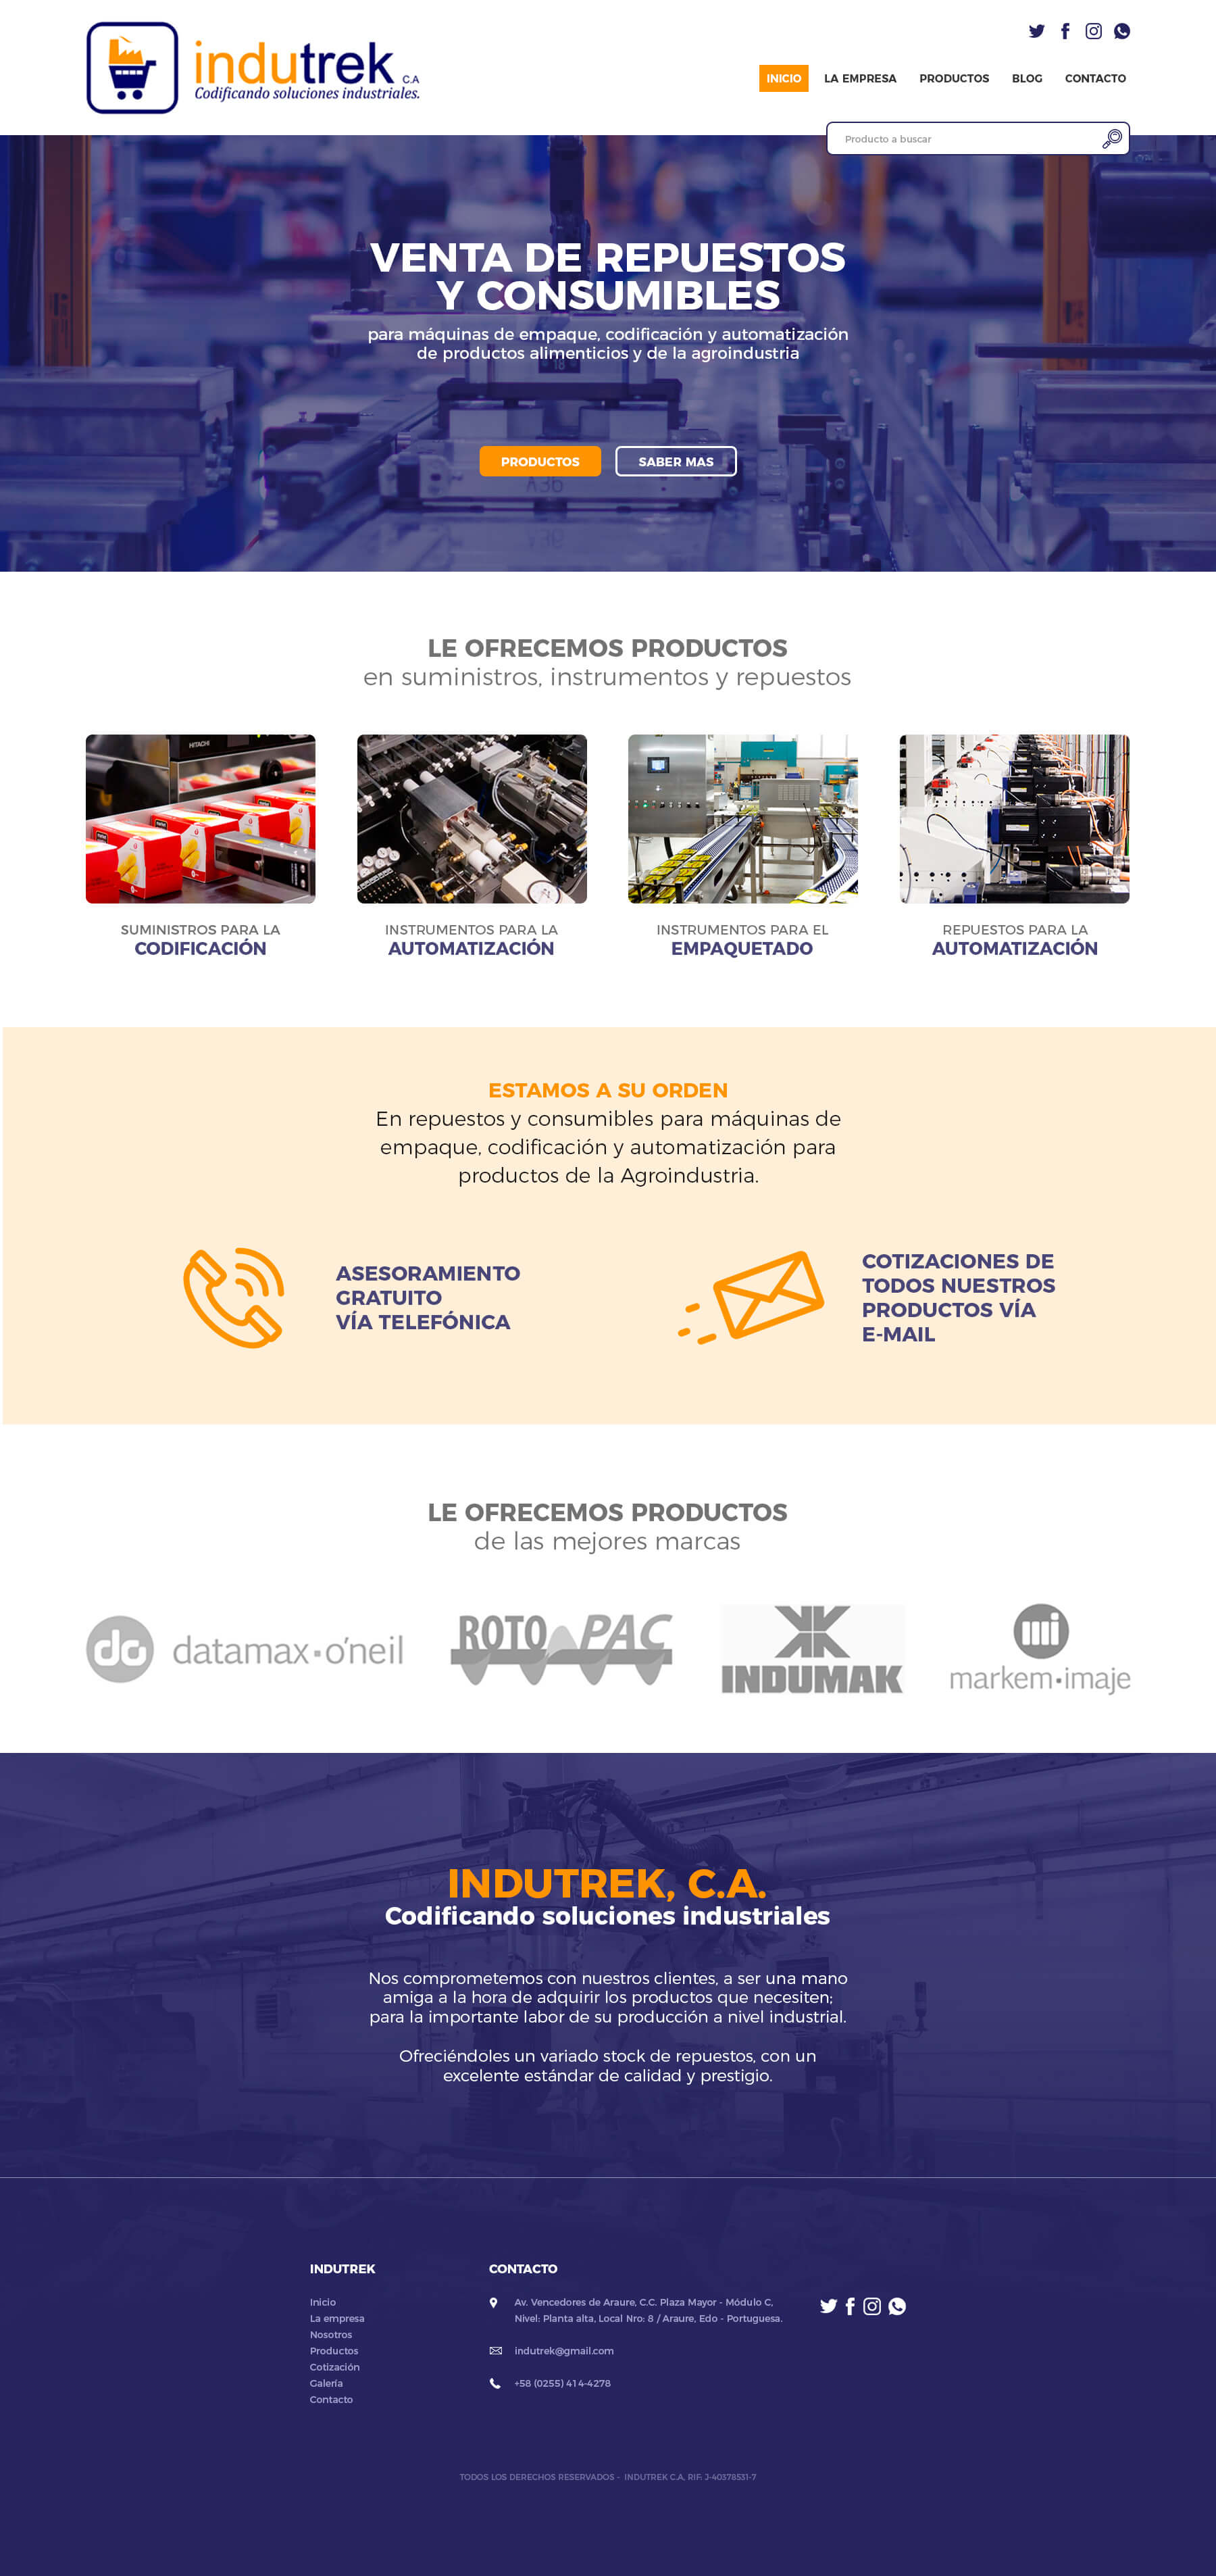 indutrek C.A
Codificando soluciones industriales.
INICIO LA EMPRESA PRODUCTOS BLOG CONTACTO
Producto a buscar
VENTA DE REPUESTOS
Y CONSUMIBLES
para máquinas de empaque, codificación y automatización
de productos alimenticios y de la agroindustria
18
PRODUCTOS SABER MAS
A36
V38
LE OFRECEMOS PRODUCTOS
en suministros, instrumentos y repuestos
HITACHI
SUMINISTROS PARA LA
CODIFICACIÓN
INSTRUMENTOS PARA LA
AUTOMATIZACIÓN
INSTRUMENTOS PARA EL
EMPAQUETADO
REPUESTOS PARA LA
AUTOMATIZACIÓN
ESTAMOS A SU ORDEN
En repuestos y consumibles para máquinas de
empaque, codificación y automatización para
productos de la Agroindustria.
ASESORAMIENTO
GRATUITO
VÍA TELEFÓNICA
COTIZACIONES DE
TODOS NUESTROS
PRODUCTOS VÍA
E-MAIL
LE OFRECEMOS PRODUCTOS
de las mejores marcas
datamax·o'neil
ROTOPAC
INDUMAK
markem·imaje
INDUTREK, C.A.
Codificando soluciones industriales
Nos comprometemos con nuestros clientes, a ser una mano
amiga a la hora de adquirir los productos que necesiten;
para la importante labor de su producción a nivel industrial.
Ofreciéndoles un variado stock de repuestos, con un
excelente estándar de calidad y prestigio.
INDUTREK
Inicio
La empresa
Nosotros
Productos
Cotización
Galería
Contacto
CONTACTO
Av. Vencedores de Araure, C.C. Plaza Mayor - Módulo C,
Nivel: Planta alta, Local Nro: 8 / Araure, Edo - Portuguesa.
indutrek@gmail.com
+58 (0255) 414-4278
TODOS LOS DERECHOS RESERVADOS - INDUTREK C.A, RIF: J-40378531-7